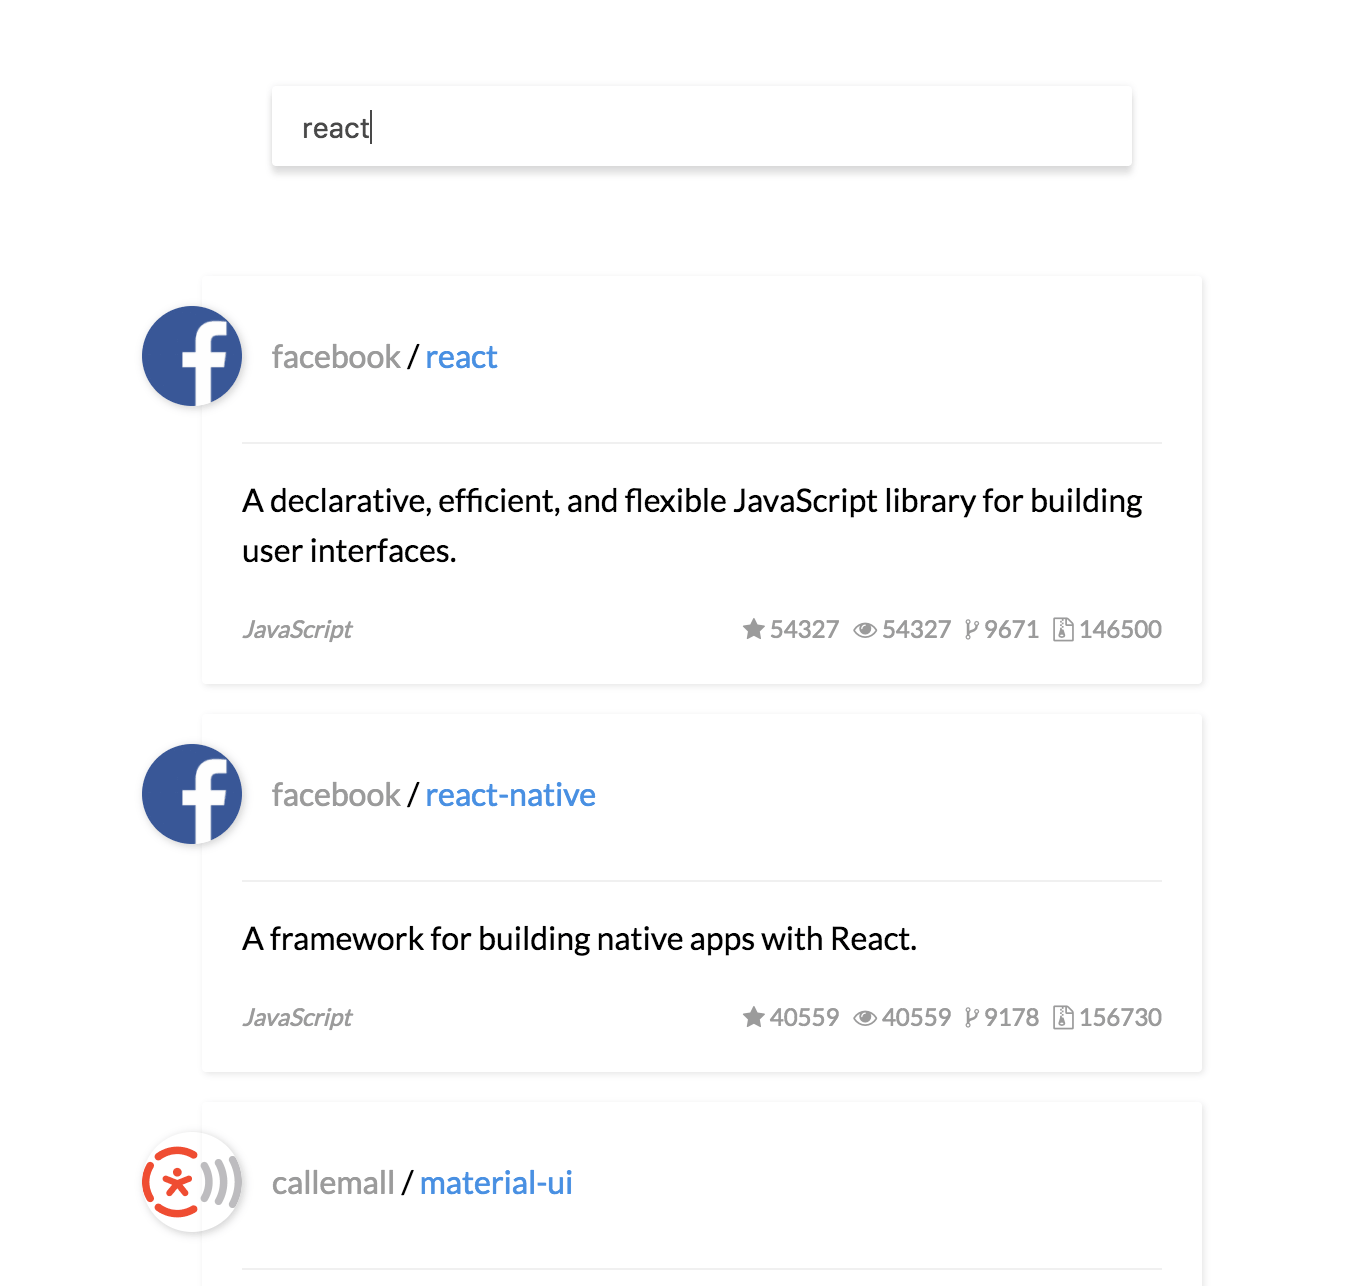 react
facebook / react
A declarative, efficient, and flexible JavaScript library for building
user interfaces.
JavaScript 54327 54327 9671 146500
facebook / react-native
A framework for building native apps with React.
JavaScript 40559 40559 9178 156730
callemall / material-ui